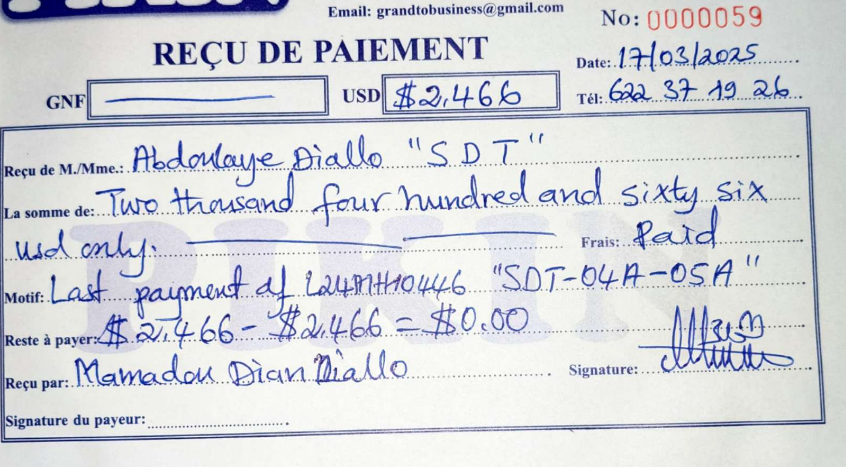 Email: grandtobusiness@gmail.com
No: 0000059
REÇU DE PAIEMENT
Date: 17/03/2025
GNF
USD $2,466
Tél: 622 37 19 26
Reçu de M./Mme.: Abdoulaye Diallo "SDT"
La somme de: Two thousand four hundred and sixty six
usd only.
Frais: Paid
Motif: Last payment of L24MH10446 "SDT-04A-05A"
Reste à payer: $2,466 - $2,466 = $0.00
Reçu par: Mamadou Dian Diallo
Signature:
Signature du payeur:
PIKIN